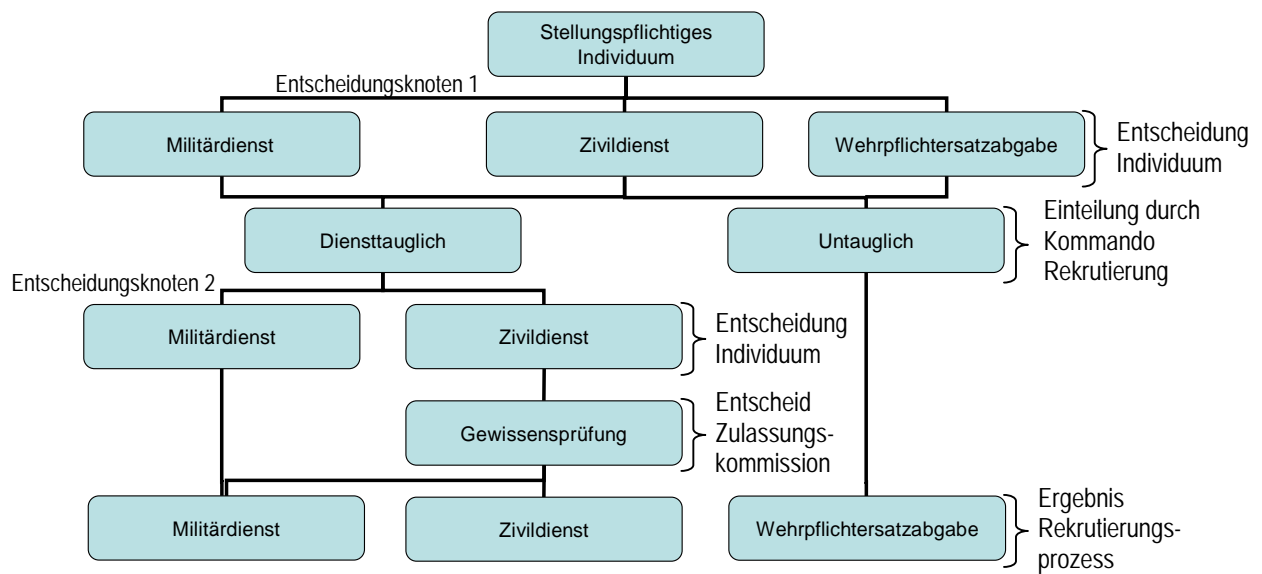 Stellungspflichtiges
Individuum
Entscheidungsknoten 1
Militärdienst
Zivildienst
Wehrpflichtersatzabgabe
Entscheidung
Individuum
Diensttauglich
Untauglich
Einteilung durch
Kommando
Rekrutierung
Entscheidungsknoten 2
Militärdienst
Zivildienst
Entscheidung
Individuum
Gewissensprüfung
Entscheid
Zulassungs-
kommission
Militärdienst
Zivildienst
Wehrpflichtersatzabgabe
Ergebnis
Rekrutierungs-
prozess